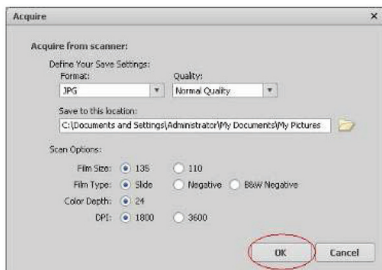 Acquire
Acquire from scanner:
Define Your Save Settings:
Format: Quality:
JPG Normal Quality
Save to this location:
C:\Documents and Settings\Administrator\My Documents\My Pictures
Scan Options:
Film Size: 135 110
Film Type: Slide Negative B&W Negative
Color Depth: 24
DPI: 1800 3600
OK Cancel